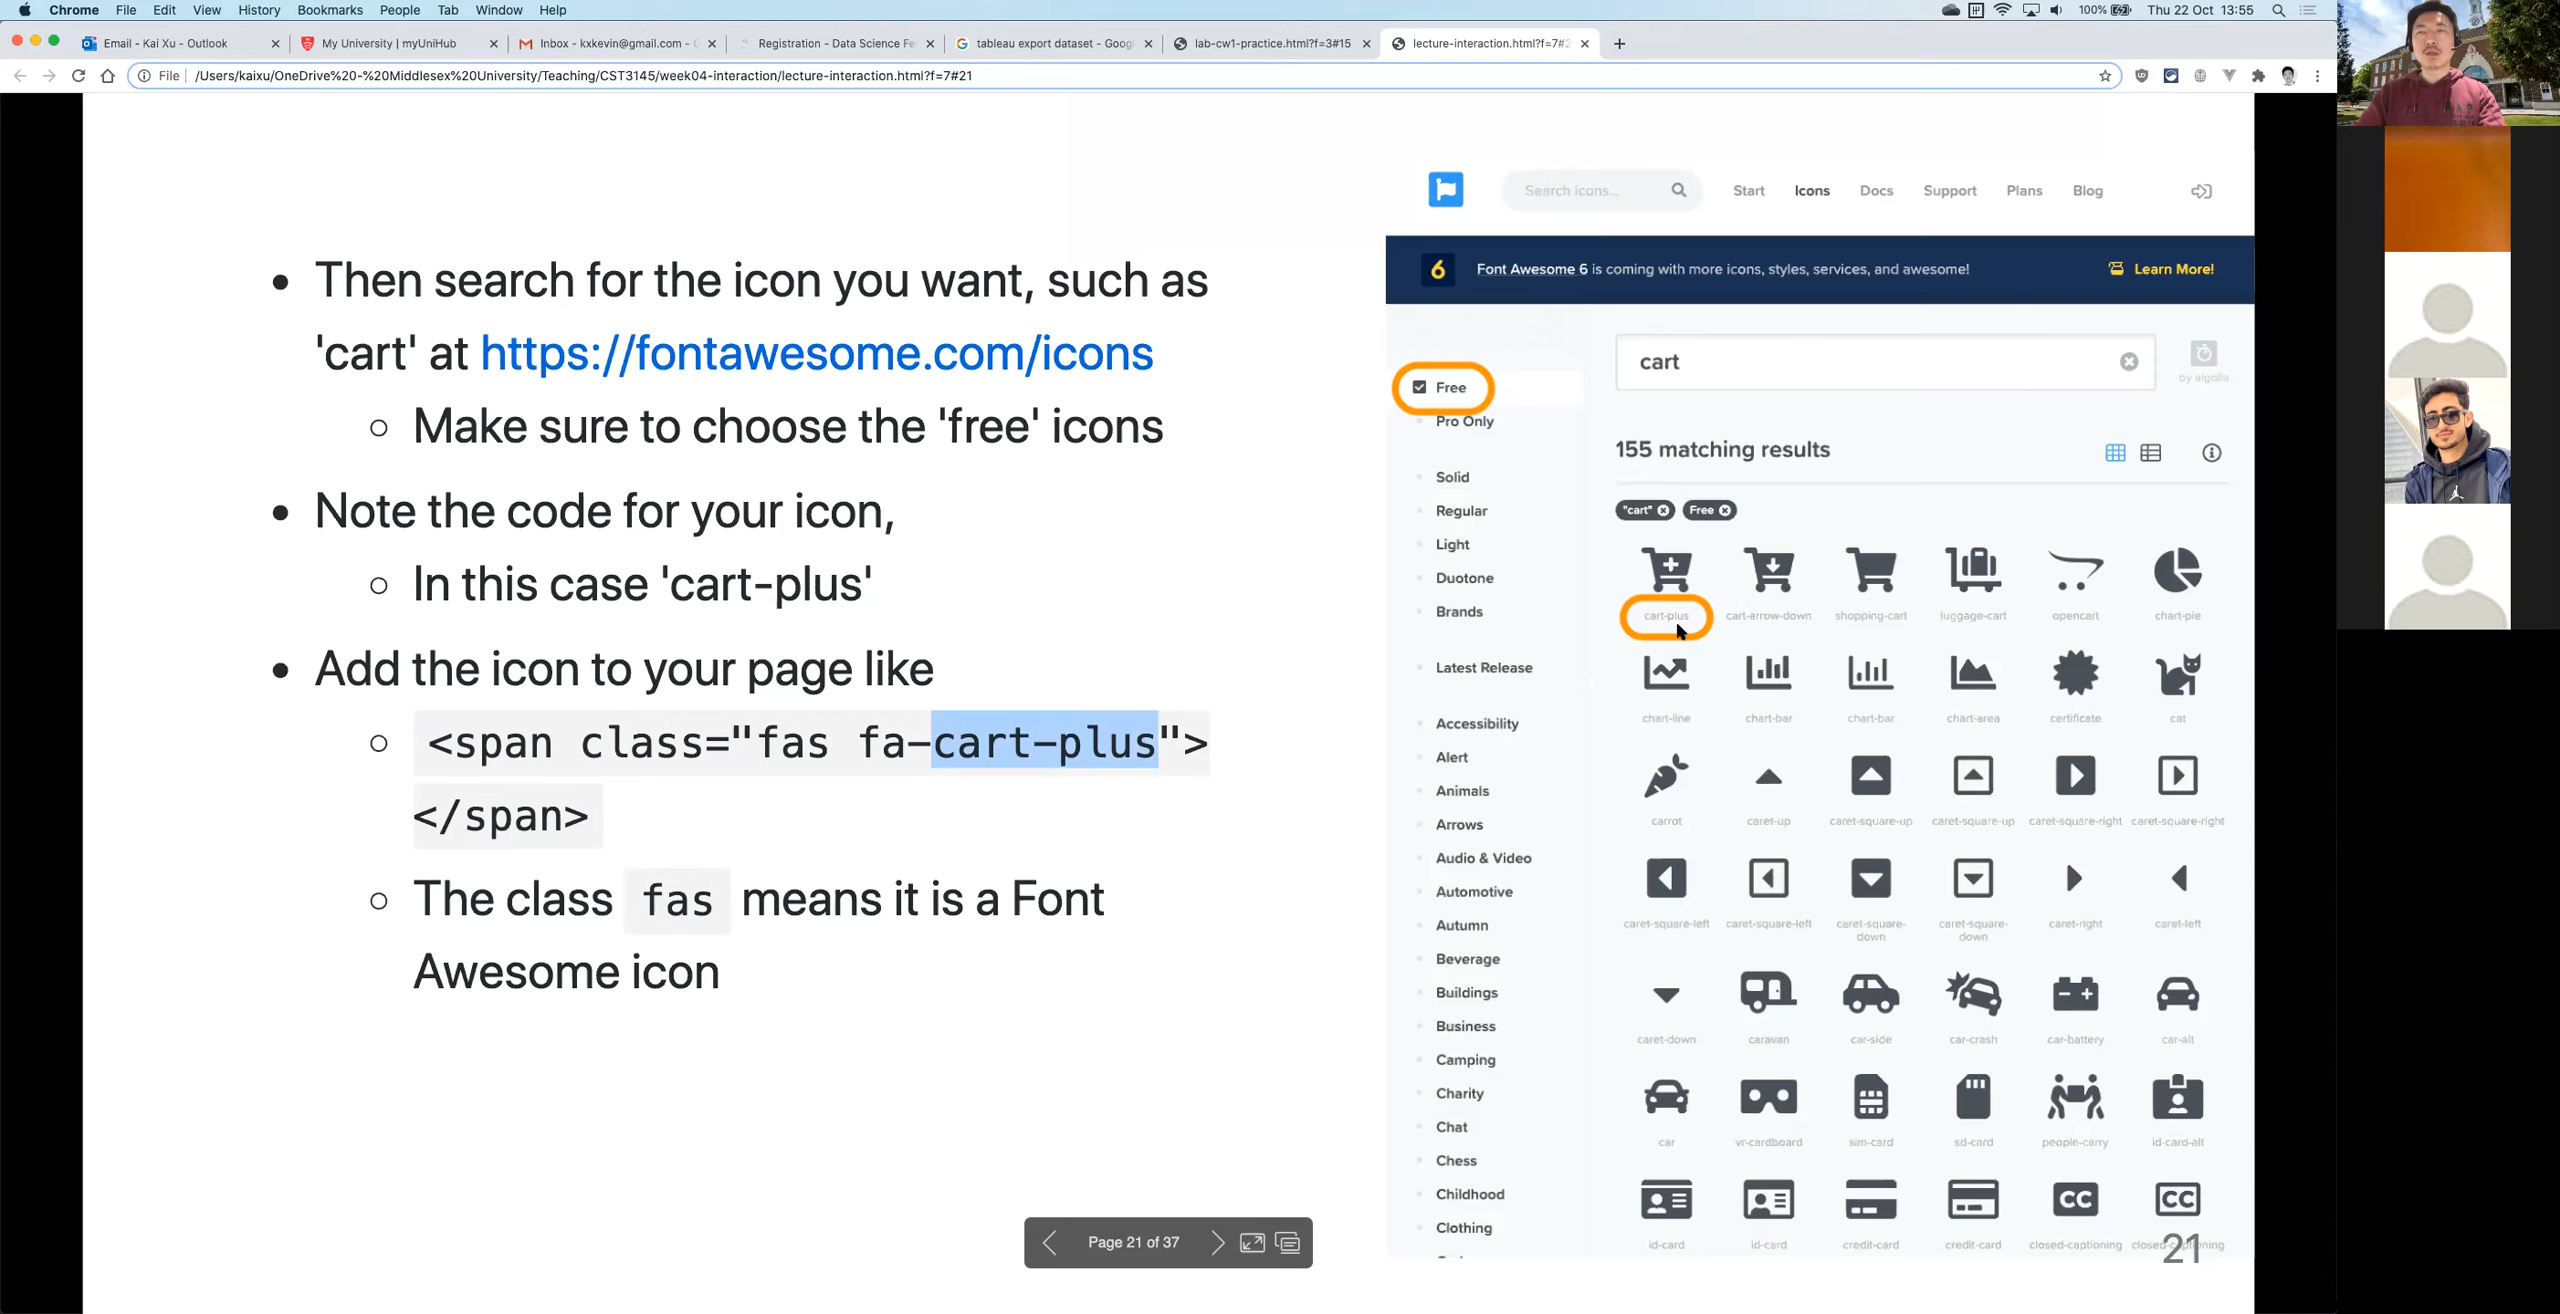 Chrome File Edit View History Bookmarks People Tab Window Help
100% Thu 22 Oct 13:55
Email - Kai Xu - Outlook
My University | myUniHub
Inbox - kxkevin@gmail.com -
Registration - Data Science Fe
tableau export dataset - Goog
lab-cw1-practice.html?f=3#15
lecture-interaction.html?f=7#2
File /Users/kaixu/OneDrive%20-%20Middlesex%20University/Teaching/CST3145/week04-interaction/lecture-interaction.html?f=7#21
Then search for the icon you want, such as
'cart' at https://fontawesome.com/icons
Make sure to choose the 'free' icons
Note the code for your icon,
In this case 'cart-plus'
Add the icon to your page like
<span class="fas fa-cart-plus">
</span>
The class fas means it is a Font
Awesome icon
Page 21 of 37
Search icons...
Start Icons Docs Support Plans Blog
6 Font Awesome 6 is coming with more icons, styles, services, and awesome! Learn More!
Free
Pro Only
Solid
Regular
Light
Duotone
Brands
Latest Release
Accessibility
Alert
Animals
Arrows
Audio & Video
Automotive
Autumn
Beverage
Buildings
Business
Camping
Charity
Chat
Chess
Childhood
Clothing
cart
by algolia
155 matching results
"cart" Free
cart-plus cart-arrow-down shopping-cart luggage-cart opencart chart-pie
chart-line chart-bar chart-bar chart-area certificate cat
carrot caret-up caret-square-up caret-square-up caret-square-right caret-square-right
caret-square-left caret-square-left caret-square-down caret-square-down caret-right caret-left
caret-down caravan car-side car-crash car-battery car-alt
car vr-cardboard sim-card sd-card people-carry id-card-alt
CC CC
id-card id-card credit-card credit-card closed-captioning closed-captioning
21